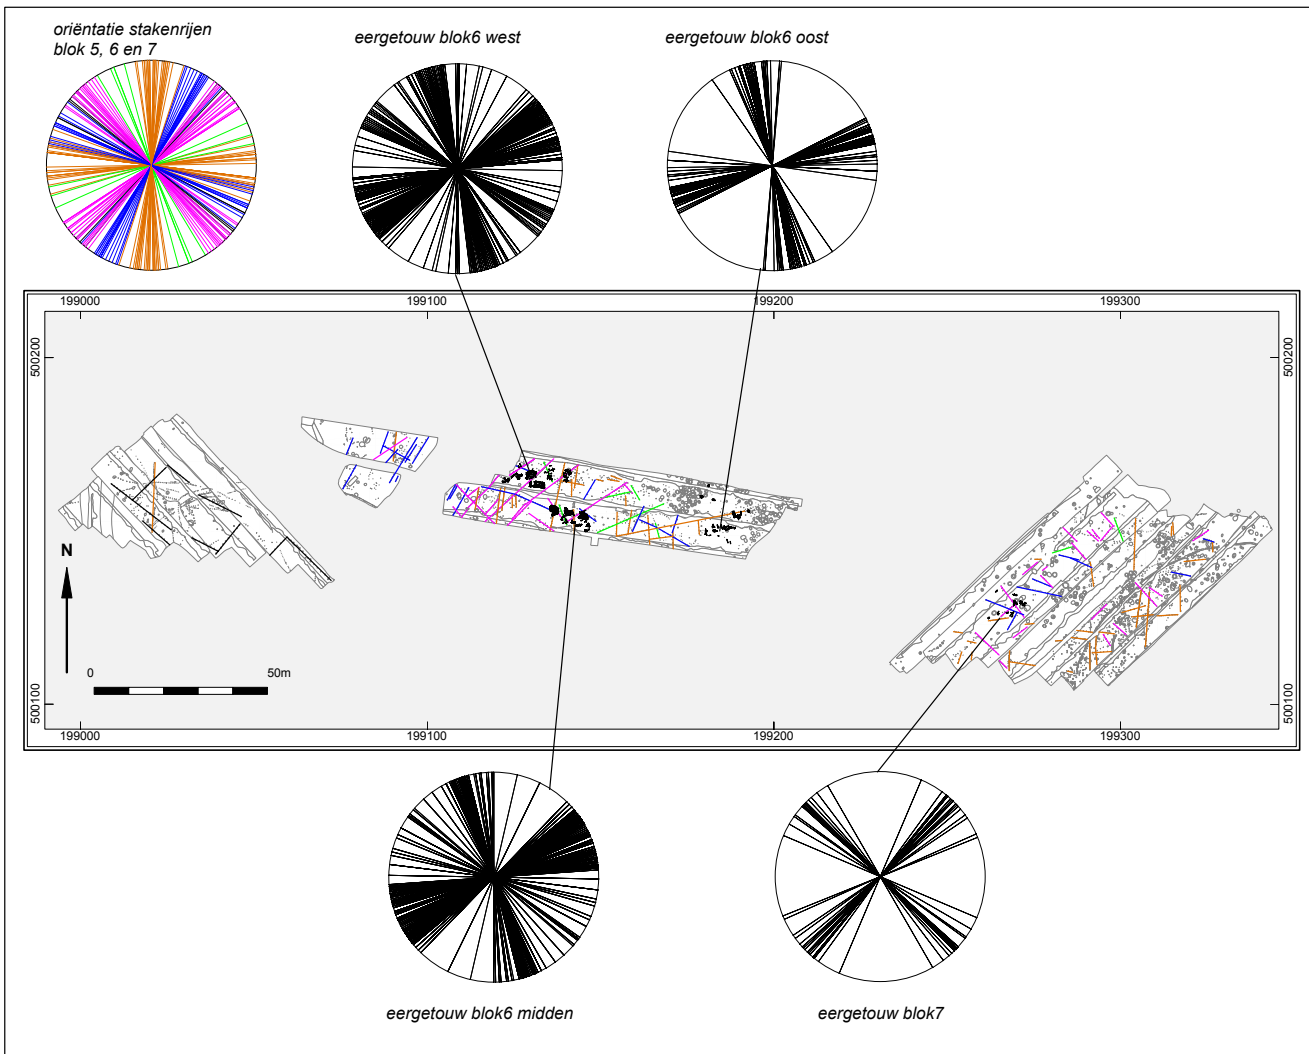 oriëntatie stakenrijen
blok 5, 6 en 7
eergetouw blok6 west
eergetouw blok6 oost
199000
199100
199200
199300
500200
500200
N
0
50m
500100
500100
199000
199100
199200
199300
eergetouw blok6 midden
eergetouw blok7